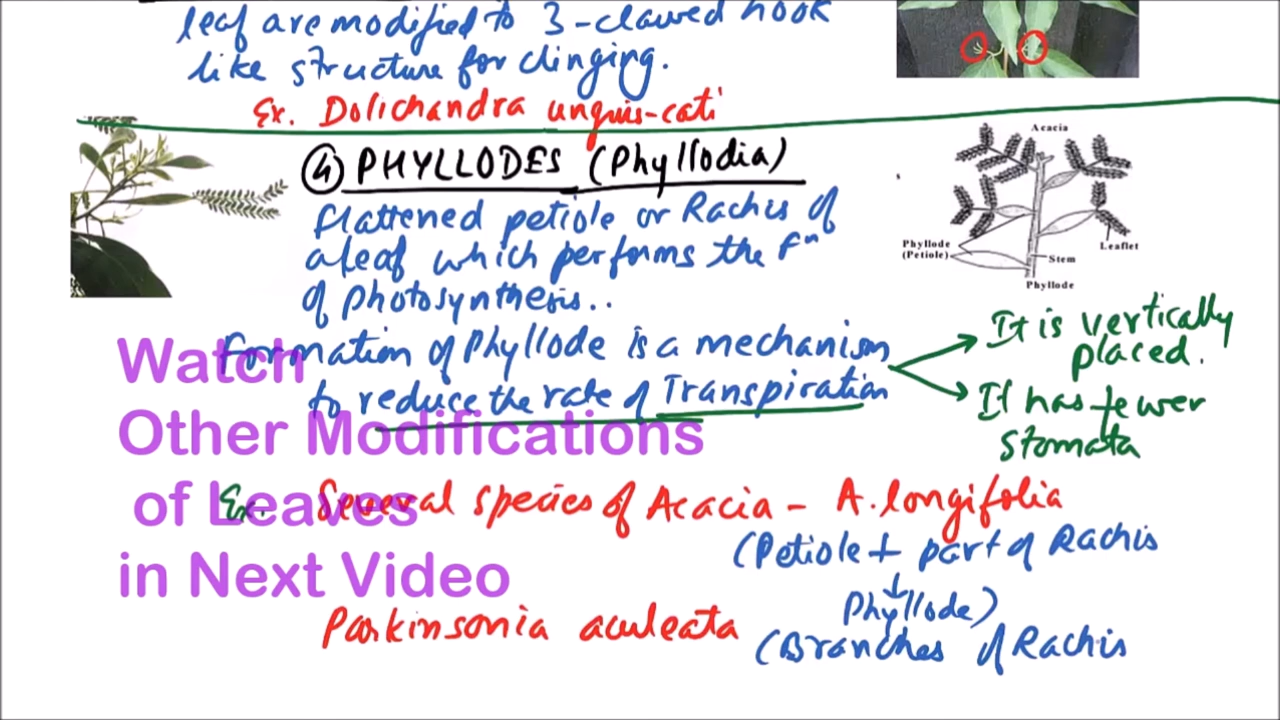 leaf are modified to 3-clawed hook
like structure for clinging.
Ex. Dolichandra unguis-cati
④ PHYLLODES (Phyllodia)
flattened petiole or Rachis of
a leaf which performs the Fⁿ
of photosynthesis..
Formation of Phyllode is a mechanism
to reduce the rate of Transpiration
It is vertically
placed.
It has fewer
stomata
Ex. Several species of Acacia - A. longifolia
(Petiole + part of Rachis
↓
Phyllode)
Parkinsonia aculeata
(Branches of Rachis
Acacia
Phyllode
(Petiole)
Leaflet
Stem
Phyllode
Watch
Other Modifications
of Leaves
in Next Video